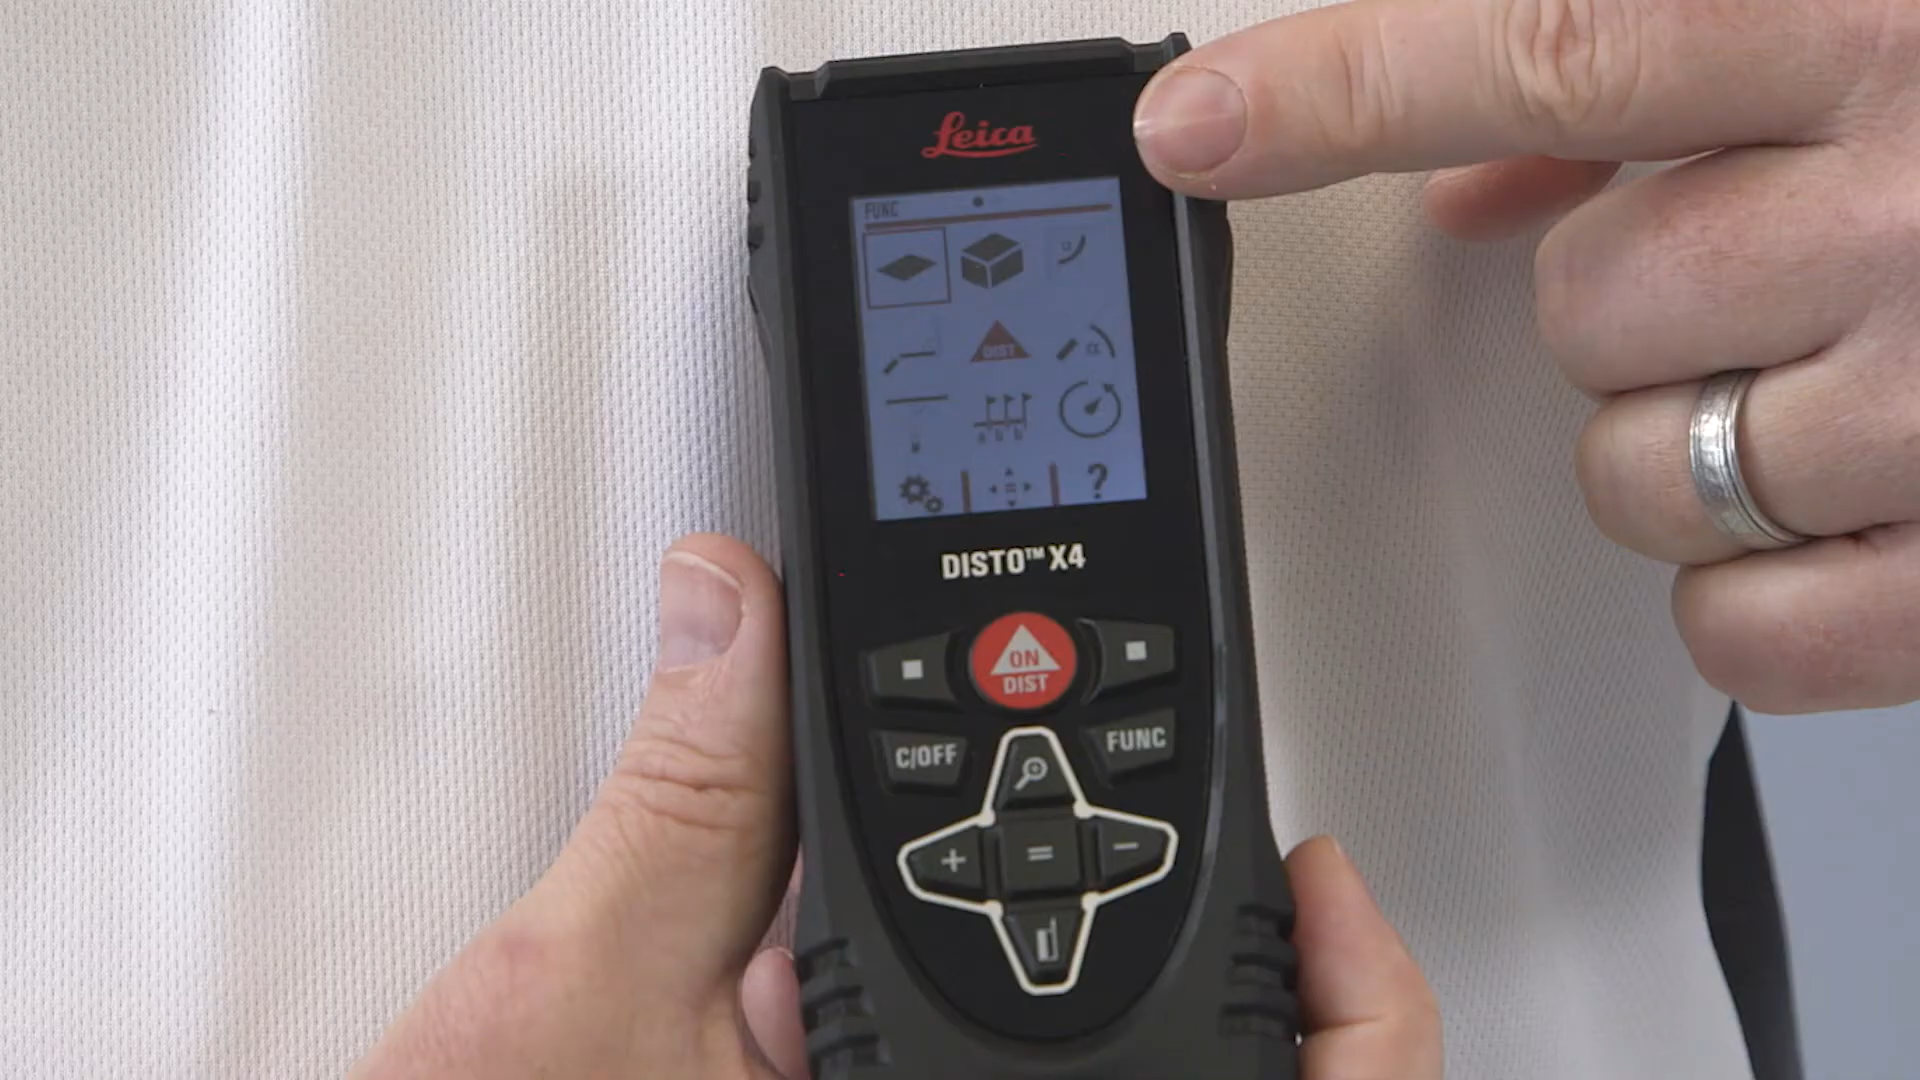 Leica
FUNC
DIST
α
a b b
?
DISTO™ X4
ON
DIST
C/OFF
FUNC
+ = −